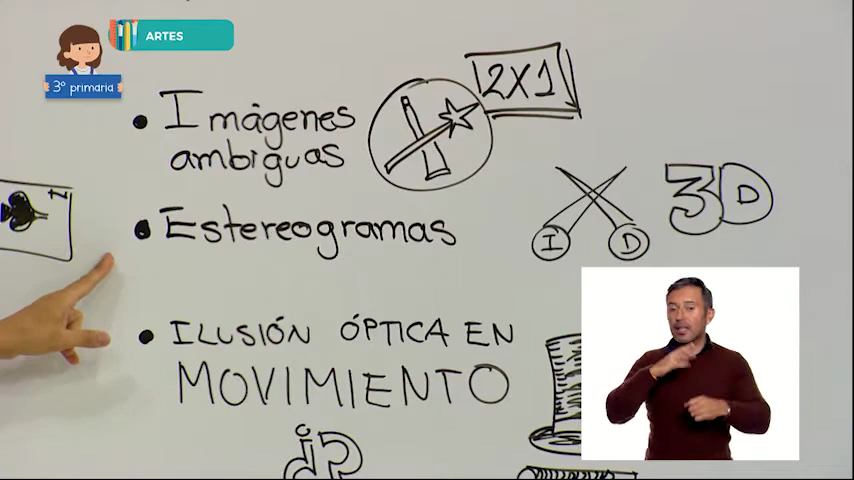 ARTES
3° primaria
• Imágenes
ambiguas
2X1
• Estereogramas
I D
3D
• ILUSIÓN ÓPTICA EN
MOVIMIENTO